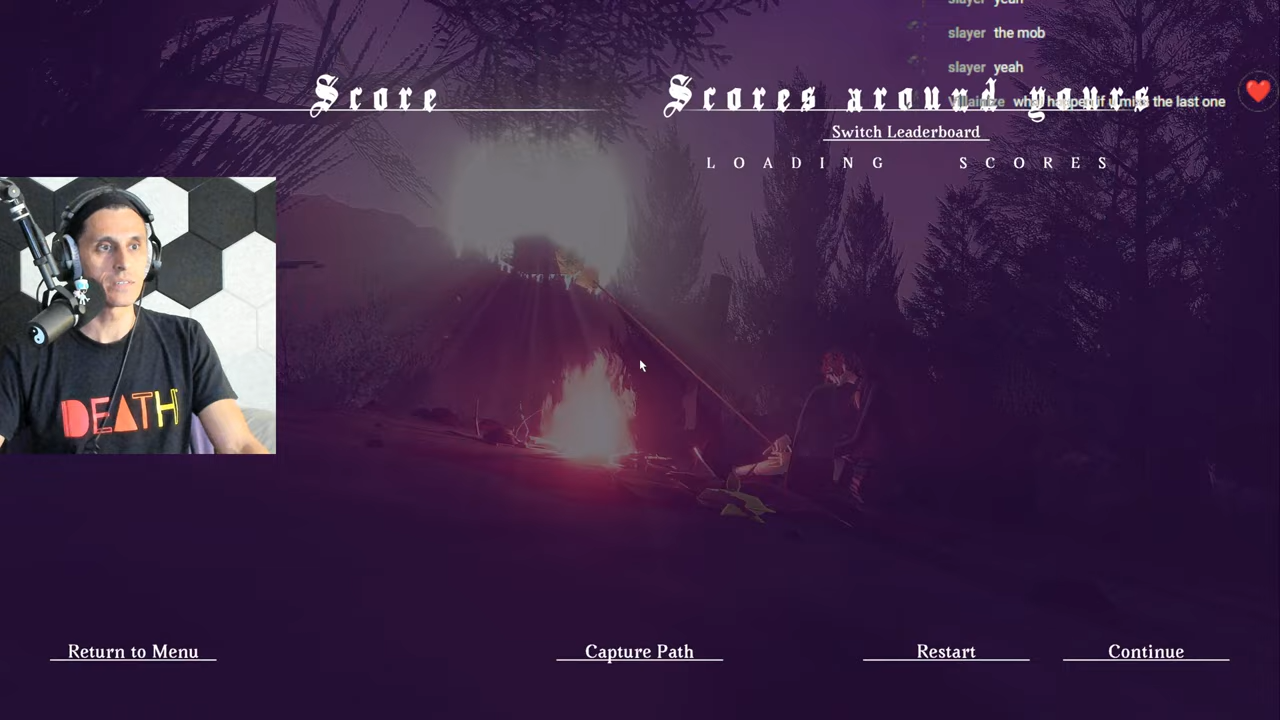 slayer yeah
slayer the mob
slayer yeah
Score
Scores around yours
what happen if u miss the last one
Switch Leaderboard
LOADING SCORES
DEATH
Return to Menu
Capture Path
Restart
Continue